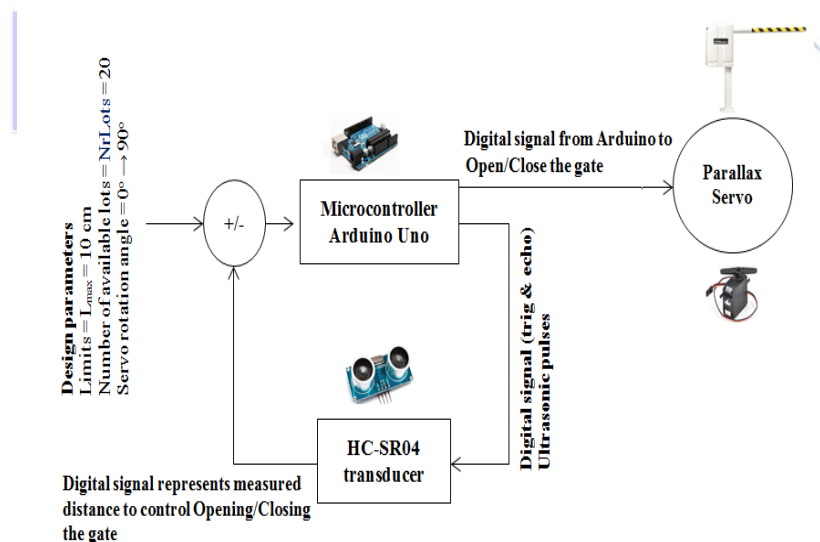 Design parameters
Limits = Lmax = 10 cm
Number of available lots = NrLots = 20
Servo rotation angle = 0° → 90°
+/-
Microcontroller
Arduino Uno
Digital signal from Arduino to
Open/Close the gate
Parallax
Servo
Digital signal (trig & echo)
Ultrasonic pulses
HC-SR04
transducer
Digital signal represents measured
distance to control Opening/Closing
the gate